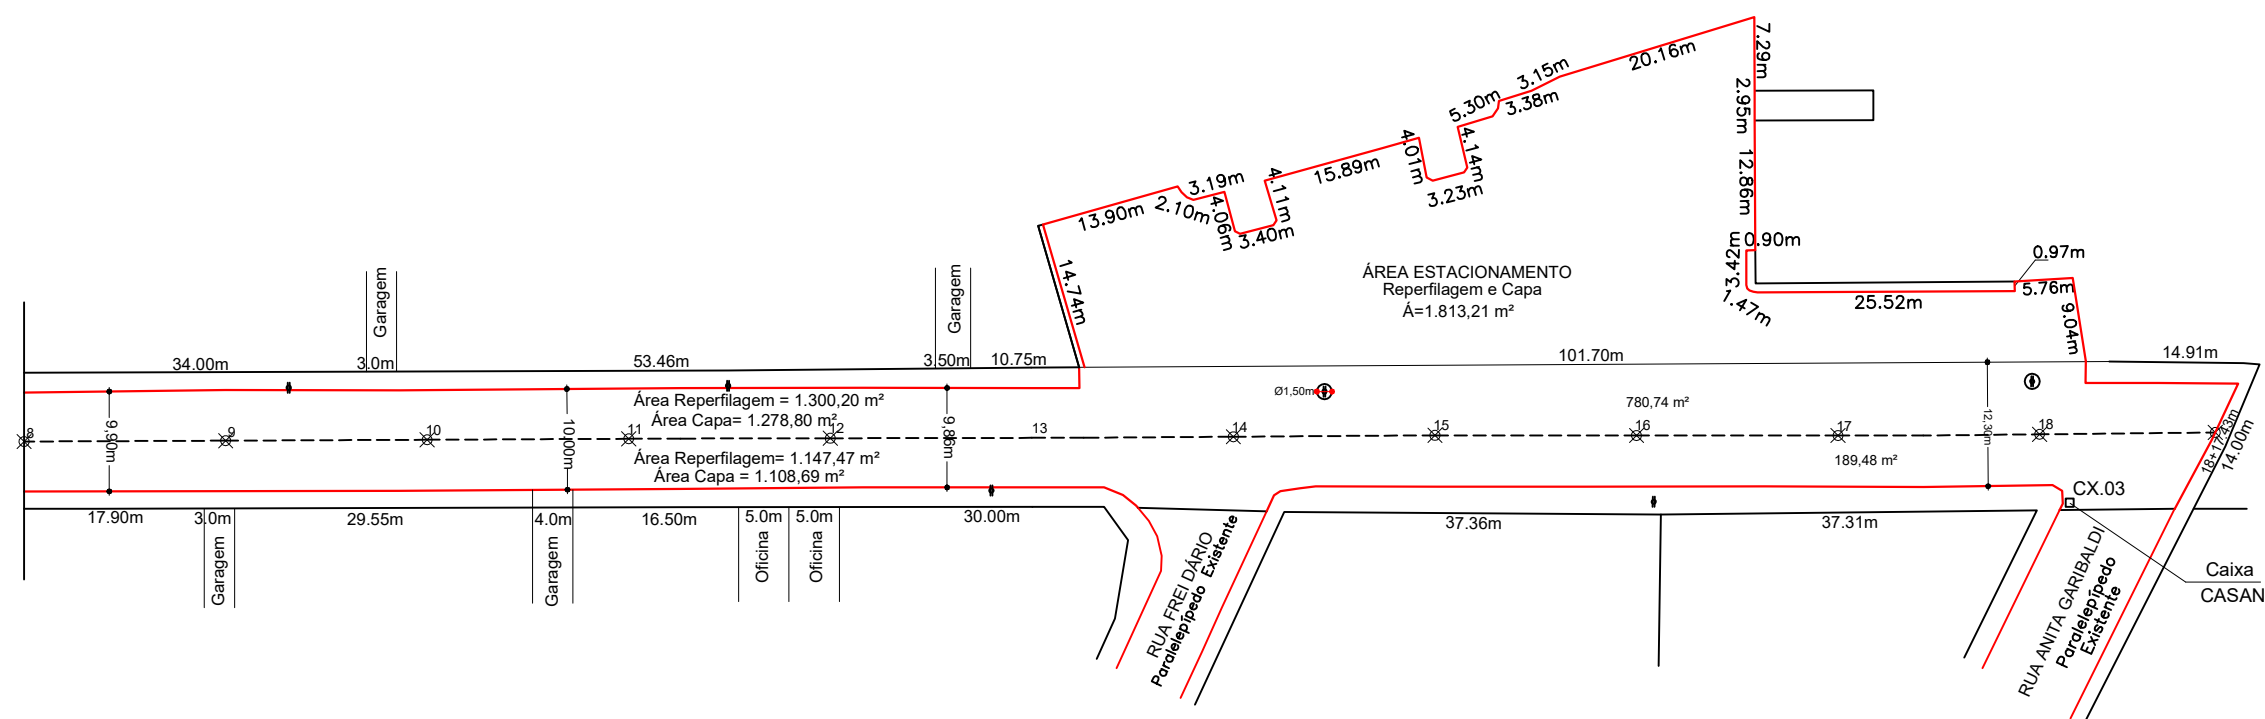 7.29m
20.16m
3.15m
5.30m
3.38m
2.95m
4.01m
4.14m
15.89m
3.23m
12.86m
3.19m
4.11m
13.90m
2.10m
4.06m
3.40m
0.90m
3.42m
0.97m
14.74m
ÁREA ESTACIONAMENTO
Reperfilagem e Capa
Á=1.813,21 m²
1.47m
25.52m
5.76m
9.04m
Garagem
Garagem
34.00m
3.0m
53.46m
3.50m
10.75m
101.70m
14.91m
Ø1,50m
780,74 m²
Área Reperfilagem = 1.300,20 m²
Área Capa= 1.278,80 m²
9,90m
10,00m
9,86m
12,30m
8
9
10
11
12
13
14
15
16
17
18
18+17,43m
14.00m
Área Reperfilagem= 1.147,47 m²
Área Capa = 1.108,69 m²
189,48 m²
CX.03
17.90m
3.0m
29.55m
4.0m
16.50m
5.0m
5.0m
30.00m
37.36m
37.31m
Garagem
Garagem
Oficina
Oficina
RUA FREI DÁRIO
Paralelepípedo Existente
RUA ANITA GARIBALDI
Paralelepípedo
Existente
Caixa
CASAN